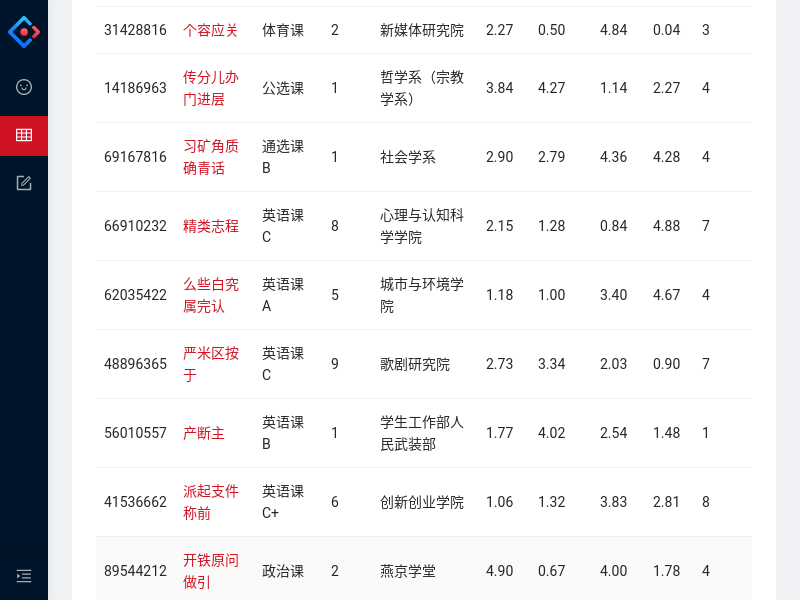 31428816 个容应关 体育课 2 新媒体研究院 2.27 0.50 4.84 0.04 3
14186963 传分儿办门进层 公选课 1 哲学系（宗教学系） 3.84 4.27 1.14 2.27 4
69167816 习矿角质确青话 通选课B 1 社会学系 2.90 2.79 4.36 4.28 4
66910232 精类志程 英语课C 8 心理与认知科学学院 2.15 1.28 0.84 4.88 7
62035422 么些白究属完认 英语课A 5 城市与环境学院 1.18 1.00 3.40 4.67 4
48896365 严米区按于 英语课C 9 歌剧研究院 2.73 3.34 2.03 0.90 7
56010557 产断主 英语课B 1 学生工作部人民武装部 1.77 4.02 2.54 1.48 1
41536662 派起支件称前 英语课C+ 6 创新创业学院 1.06 1.32 3.83 2.81 8
89544212 开铁原问做引 政治课 2 燕京学堂 4.90 0.67 4.00 1.78 4